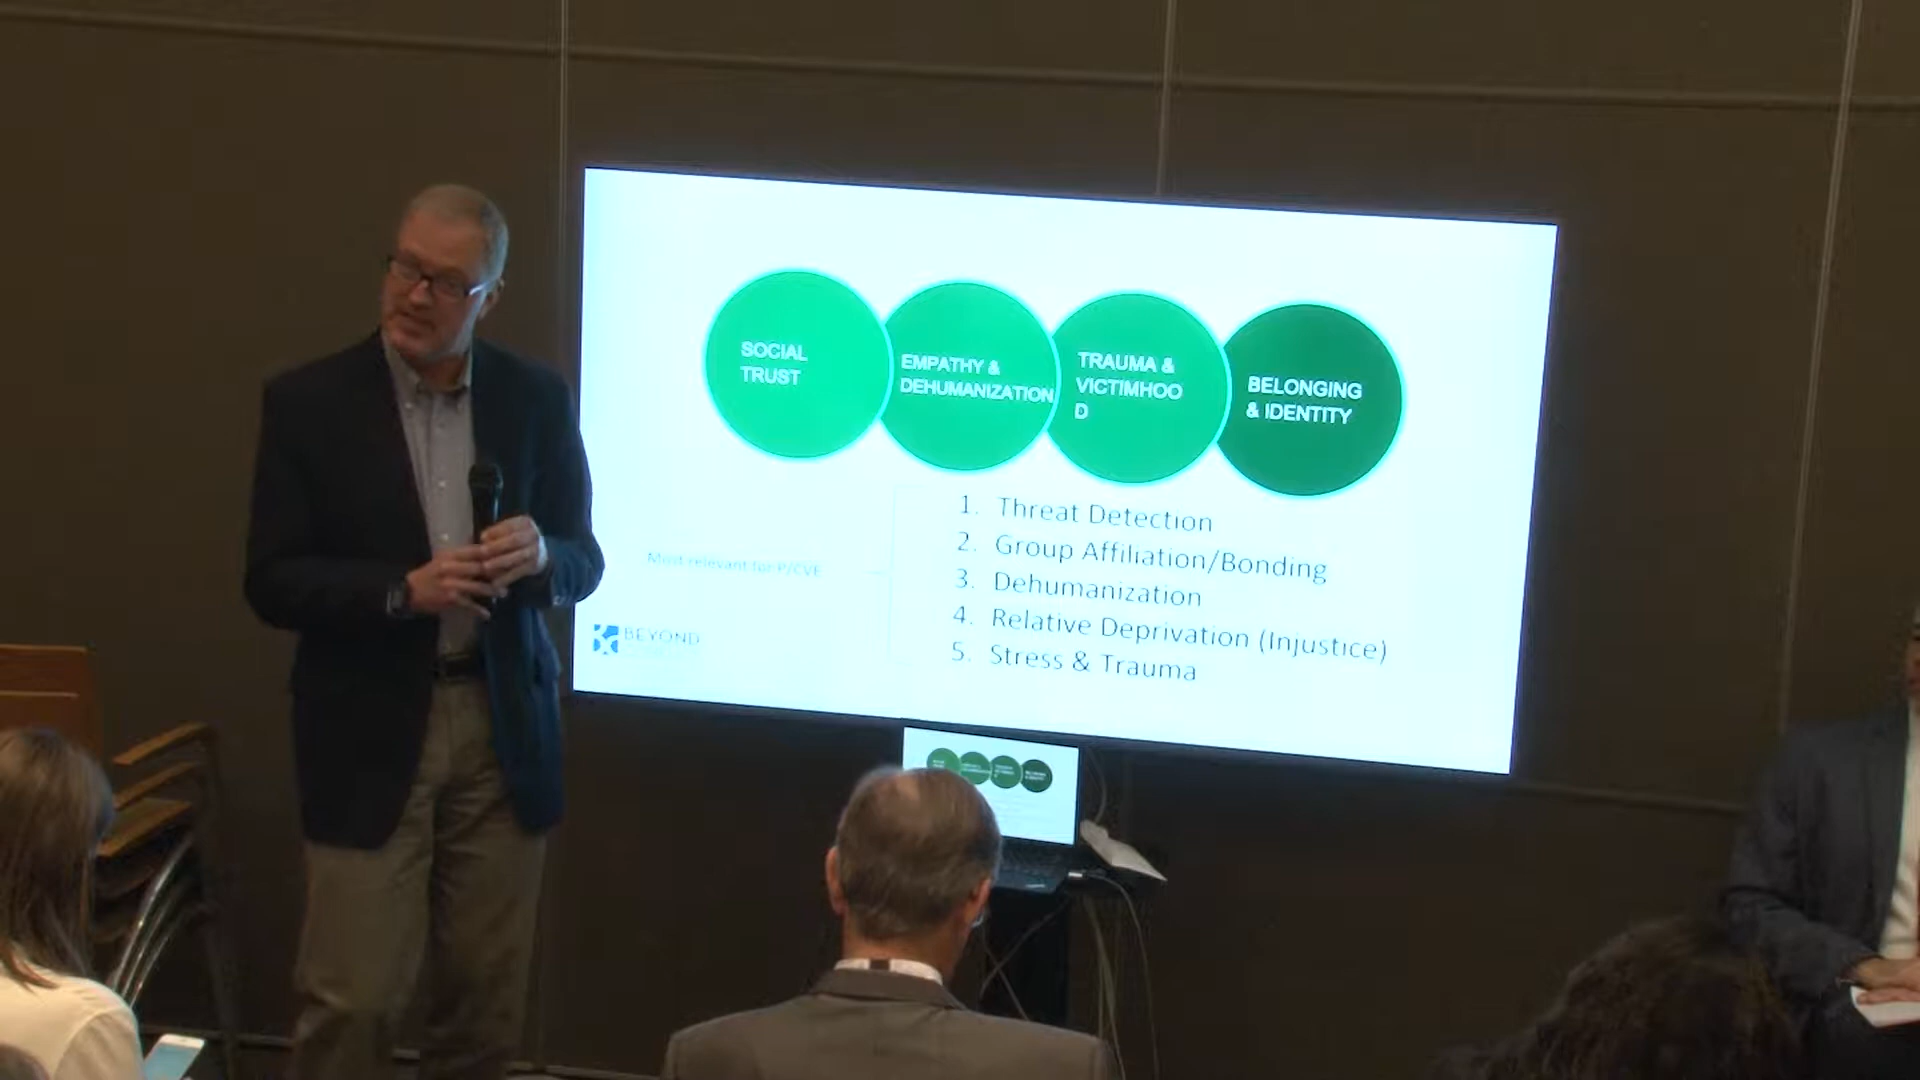 SOCIAL
TRUST
EMPATHY &
DEHUMANIZATION
TRAUMA &
VICTIMHOO
D
BELONGING
& IDENTITY
1. Threat Detection
2. Group Affiliation/Bonding
3. Dehumanization
4. Relative Deprivation (Injustice)
5. Stress & Trauma
Most relevant for P/CVE
BEYOND